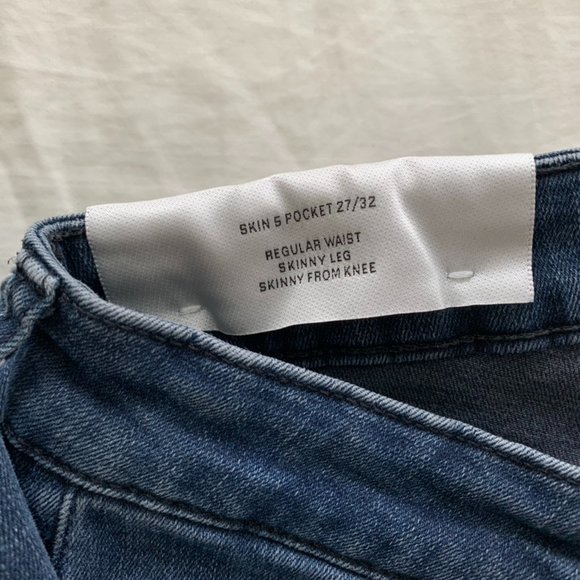 SKIN 5 POCKET 27/32
REGULAR WAIST
SKINNY LEG
SKINNY FROM KNEE